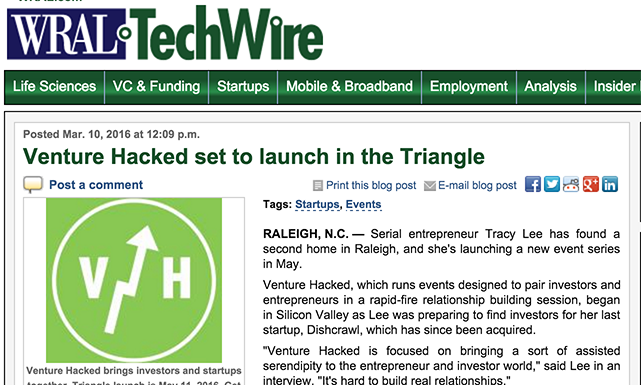 WRAL TechWire
Life Sciences VC & Funding Startups Mobile & Broadband Employment Analysis Insider
Posted Mar. 10, 2016 at 12:09 p.m.
Venture Hacked set to launch in the Triangle
Post a comment
Print this blog post E-mail blog post
Tags: Startups, Events
V H
Venture Hacked brings investors and startups
together. Triangle launch is May 11, 2016. Get
RALEIGH, N.C. — Serial entrepreneur Tracy Lee has found a
second home in Raleigh, and she's launching a new event series
in May.
Venture Hacked, which runs events designed to pair investors and
entrepreneurs in a rapid-fire relationship building session, began
in Silicon Valley as Lee was preparing to find investors for her last
startup, Dishcrawl, which has since been acquired.
"Venture Hacked is focused on bringing a sort of assisted
serendipity to the entrepreneur and investor world," said Lee in an
interview. "It's hard to build real relationships."